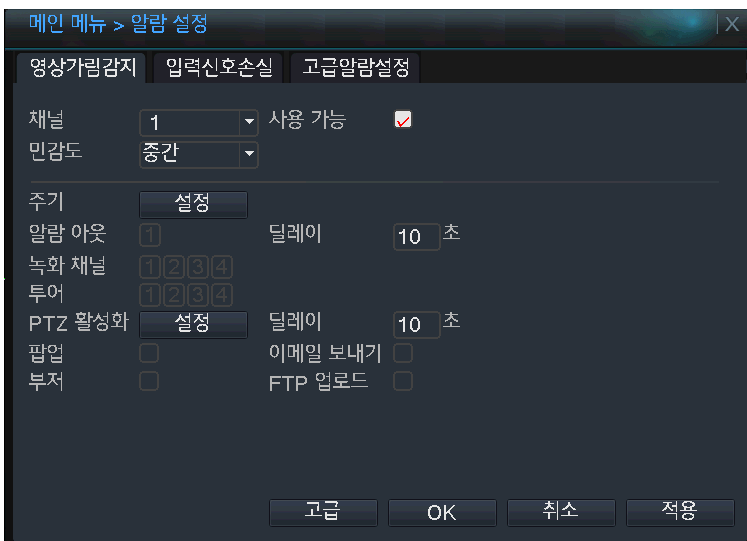 메인 메뉴 > 알람 설정 X
영상가림감지 입력신호손실 고급알람설정
채널 1 사용 가능
민감도 중간
주기 설정
알람 아웃 1 딜레이 10 초
녹화 채널 1 2 3 4
투어 1 2 3 4
PTZ 활성화 설정 딜레이 10 초
팝업 이메일 보내기
부저 FTP 업로드
고급 OK 취소 적용